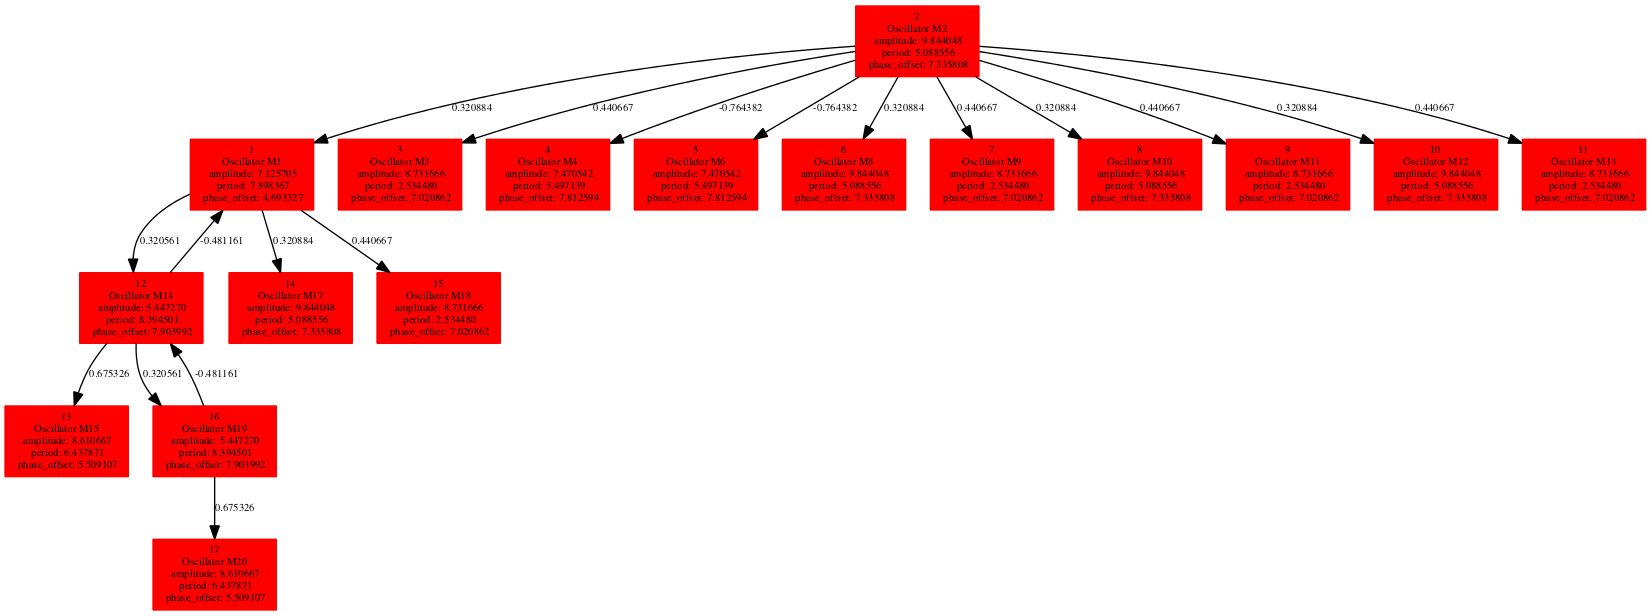 2
Oscillator M2
amplitude: 9.844048
period: 5.088556
phase_offset: 7.335808
0.320884
0.440667
-0.764382
-0.764382
0.320884
0.440667
0.320884
0.440667
0.320884
0.440667
1
Oscillator M1
amplitude: 7.125705
period: 7.898367
phase_offset: 4.693327
3
Oscillator M3
amplitude: 8.731666
period: 2.534480
phase_offset: 7.020862
4
Oscillator M4
amplitude: 7.470542
period: 5.497139
phase_offset: 7.812594
5
Oscillator M6
amplitude: 7.470542
period: 5.497139
phase_offset: 7.812594
6
Oscillator M8
amplitude: 9.844048
period: 5.088556
phase_offset: 7.335808
7
Oscillator M9
amplitude: 8.731666
period: 2.534480
phase_offset: 7.020862
8
Oscillator M10
amplitude: 9.844048
period: 5.088556
phase_offset: 7.335808
9
Oscillator M11
amplitude: 8.731666
period: 2.534480
phase_offset: 7.020862
10
Oscillator M12
amplitude: 9.844048
period: 5.088556
phase_offset: 7.335808
11
Oscillator M13
amplitude: 8.731666
period: 2.534480
phase_offset: 7.020862
0.320561
-0.481161
0.320884
0.440667
12
Oscillator M14
amplitude: 5.447270
period: 8.394501
phase_offset: 7.903992
14
Oscillator M17
amplitude: 9.844048
period: 5.088556
phase_offset: 7.335808
15
Oscillator M18
amplitude: 8.731666
period: 2.534480
phase_offset: 7.020862
0.675326
0.320561
-0.481161
13
Oscillator M15
amplitude: 8.610667
period: 6.437871
phase_offset: 5.509107
16
Oscillator M19
amplitude: 5.447270
period: 8.394501
phase_offset: 7.903992
0.675326
17
Oscillator M20
amplitude: 8.610667
period: 6.437871
phase_offset: 5.509107